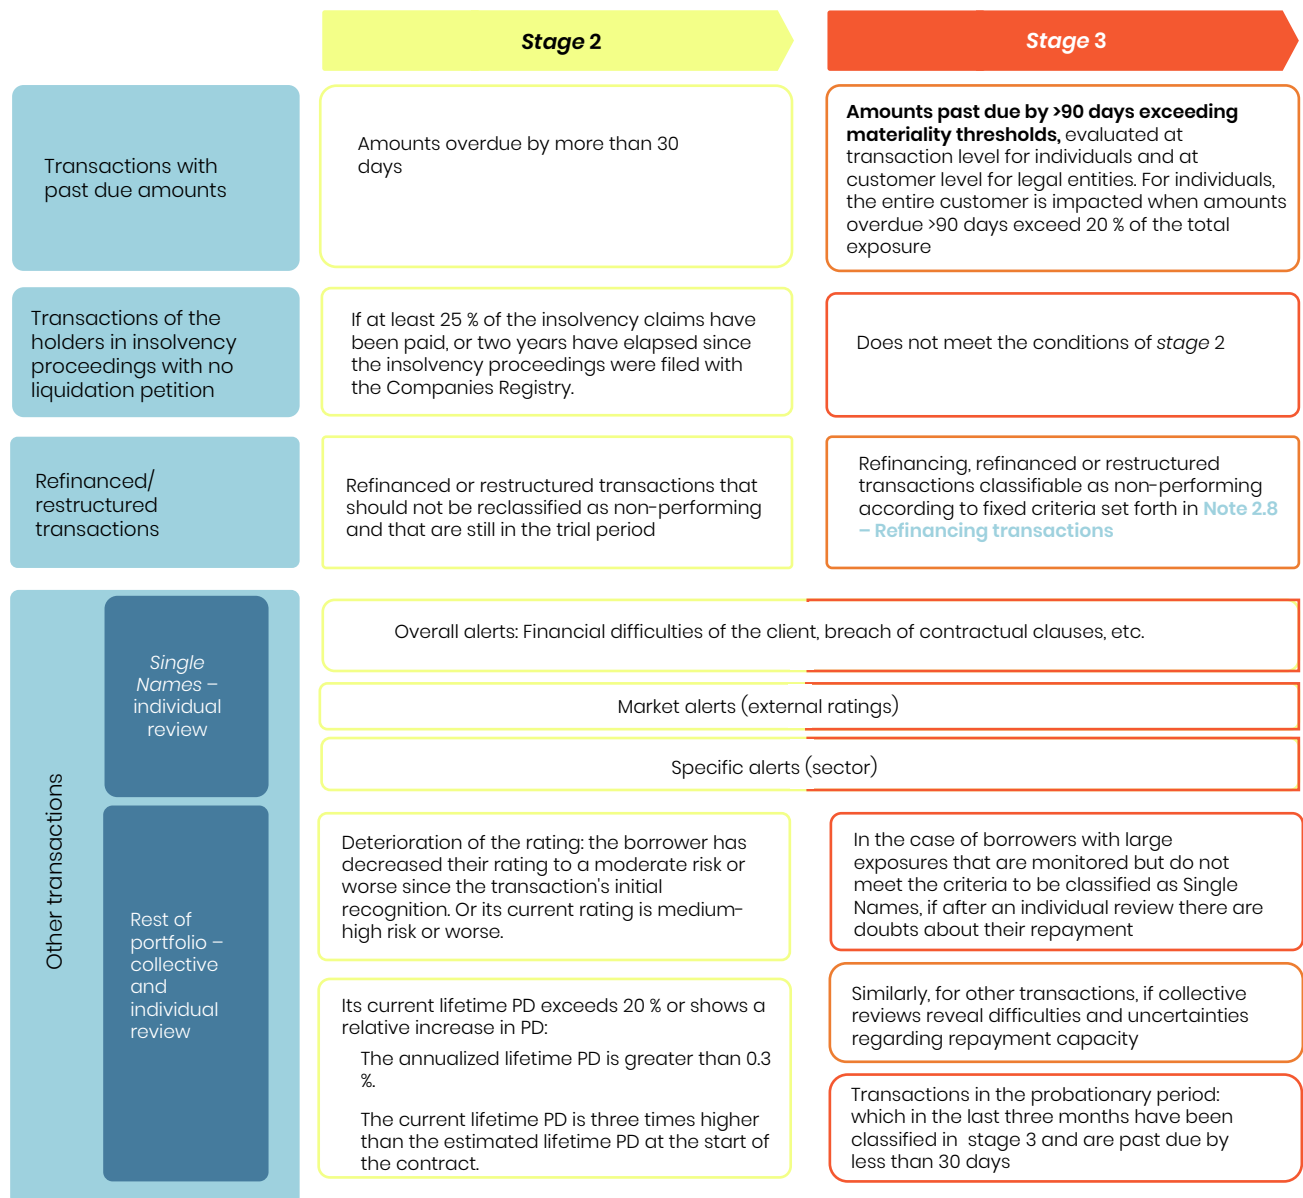 Stage 2
Stage 3
Transactions with
past due amounts
Amounts overdue by more than 30
days
Amounts past due by >90 days exceeding
materiality thresholds, evaluated at
transaction level for individuals and at
customer level for legal entities. For individuals,
the entire customer is impacted when amounts
overdue >90 days exceed 20 % of the total
exposure
Transactions of the
holders in insolvency
proceedings with no
liquidation petition
If at least 25 % of the insolvency claims have
been paid, or two years have elapsed since
the insolvency proceedings were filed with
the Companies Registry.
Does not meet the conditions of stage 2
Refinanced/
restructured
transactions
Refinanced or restructured transactions that
should not be reclassified as non-performing
and that are still in the trial period
Refinancing, refinanced or restructured
transactions classifiable as non-performing
according to fixed criteria set forth in Note 2.8
– Refinancing transactions
Other transactions
Single
Names –
individual
review
Overall alerts: Financial difficulties of the client, breach of contractual clauses, etc.
Market alerts (external ratings)
Specific alerts (sector)
Rest of
portfolio –
collective
and
individual
review
Deterioration of the rating: the borrower has
decreased their rating to a moderate risk or
worse since the transaction's initial
recognition. Or its current rating is medium-
high risk or worse.
Its current lifetime PD exceeds 20 % or shows a
relative increase in PD:
The annualized lifetime PD is greater than 0.3
%.
The current lifetime PD is three times higher
than the estimated lifetime PD at the start of
the contract.
In the case of borrowers with large
exposures that are monitored but do not
meet the criteria to be classified as Single
Names, if after an individual review there are
doubts about their repayment
Similarly, for other transactions, if collective
reviews reveal difficulties and uncertainties
regarding repayment capacity
Transactions in the probationary period:
which in the last three months have been
classified in stage 3 and are past due by
less than 30 days